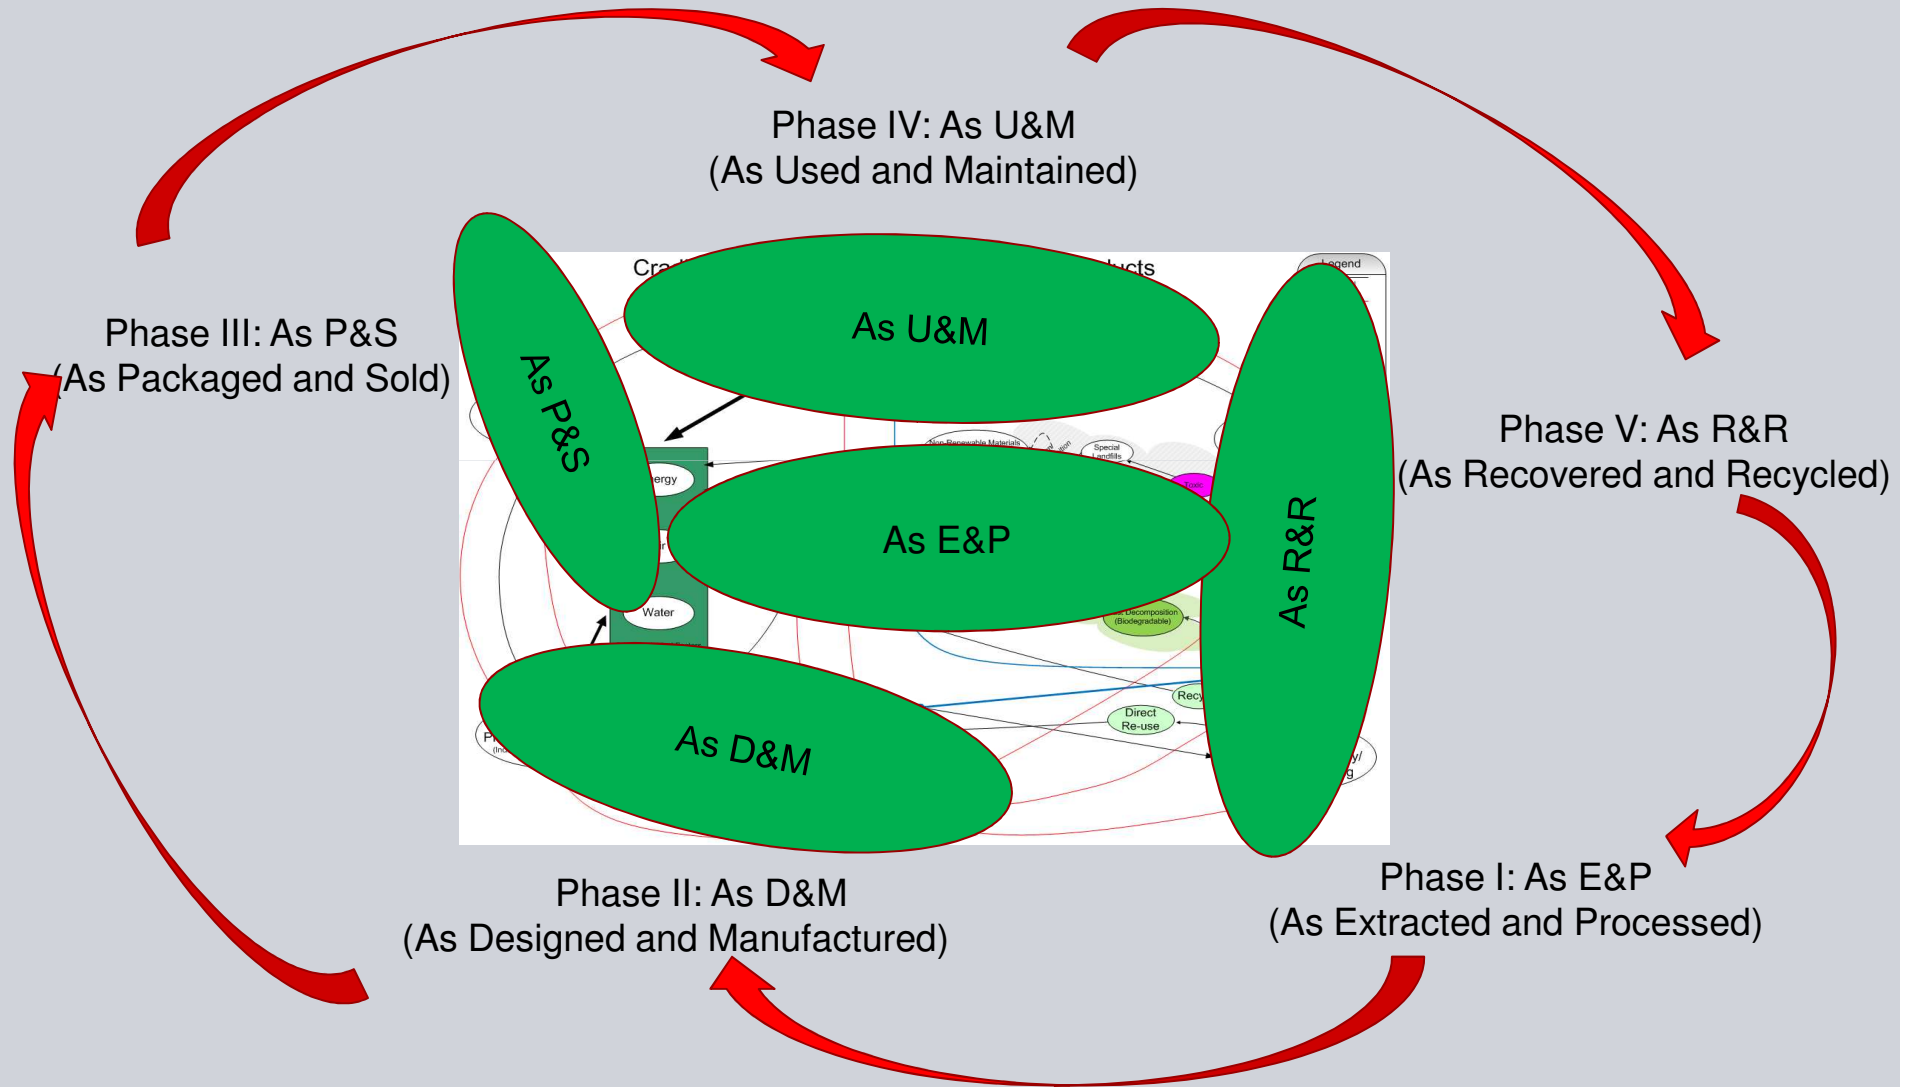 Phase IV: As U&M
(As Used and Maintained)
Phase III: As P&S
(As Packaged and Sold)
Phase V: As R&R
(As Recovered and Recycled)
Phase I: As E&P
(As Extracted and Processed)
Phase II: As D&M
(As Designed and Manufactured)
As U&M
As P&S
As E&P
As R&R
As D&M
Legend
Non-Renewable Materials
Special
Landfills
Toxic
Water
Decomposition
(Biodegradable)
Direct
Re-use